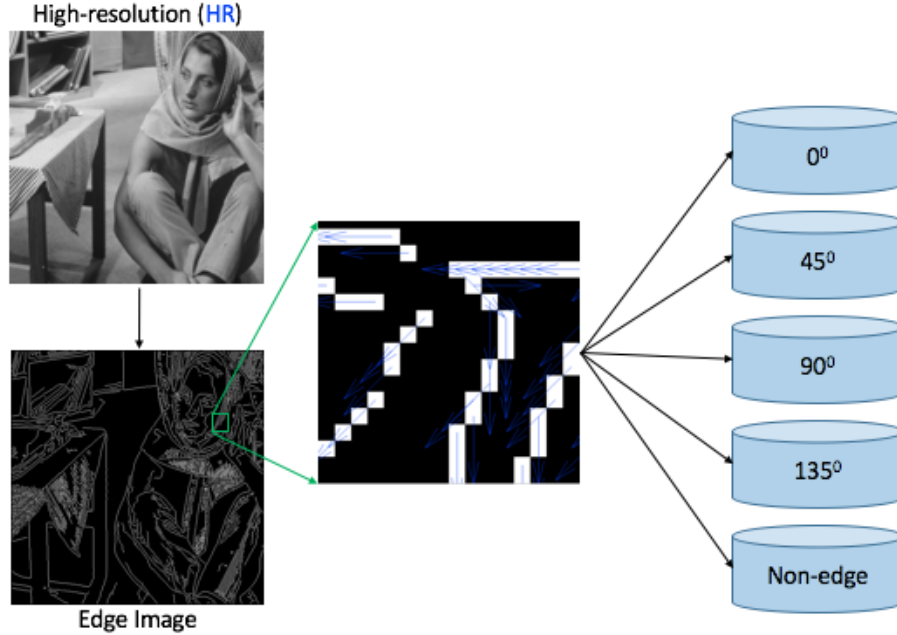 High-resolution (HR)
0⁰
45⁰
90⁰
135⁰
Non-edge
Edge Image